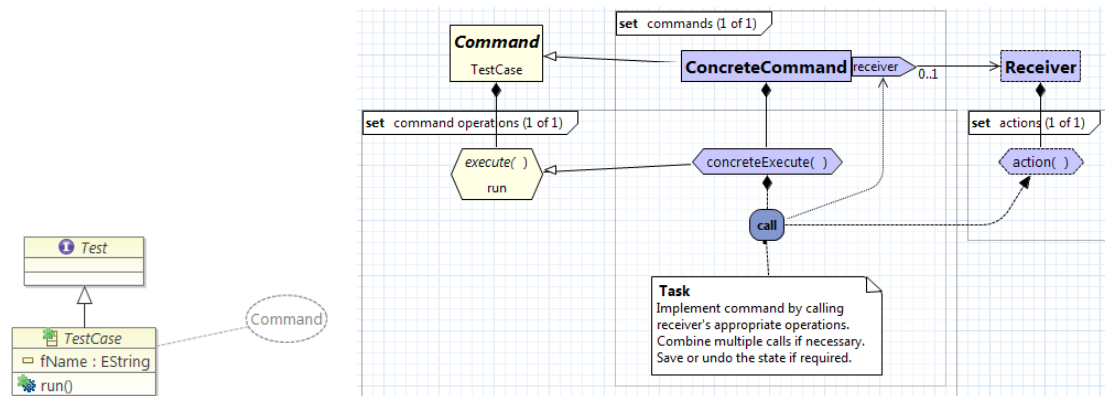 I Test
TestCase
fName : EString
run()
Command
set commands (1 of 1)
Command
TestCase
ConcreteCommand
receiver
0..1
Receiver
set command operations (1 of 1)
set actions (1 of 1)
execute( )
run
concreteExecute( )
action( )
call
Task
Implement command by calling
receiver's appropriate operations.
Combine multiple calls if necessary.
Save or undo the state if required.